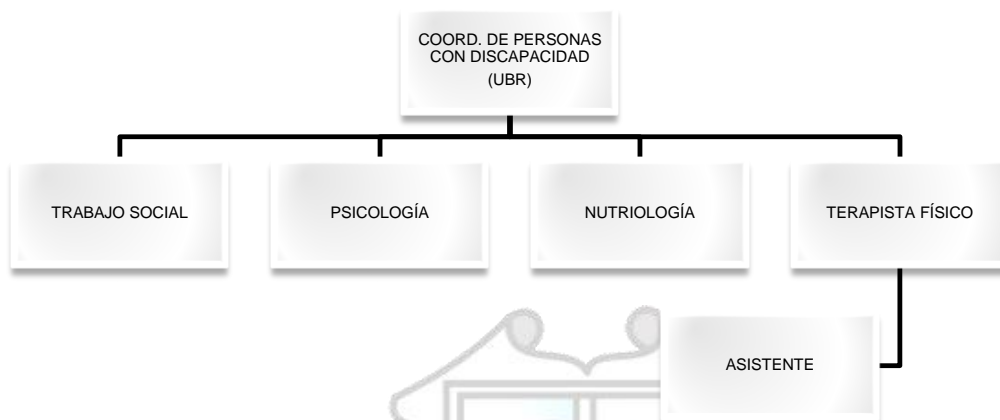 COORD. DE PERSONAS
CON DISCAPACIDAD
(UBR)
TRABAJO SOCIAL
PSICOLOGÍA
NUTRIOLOGÍA
TERAPISTA FÍSICO
ASISTENTE